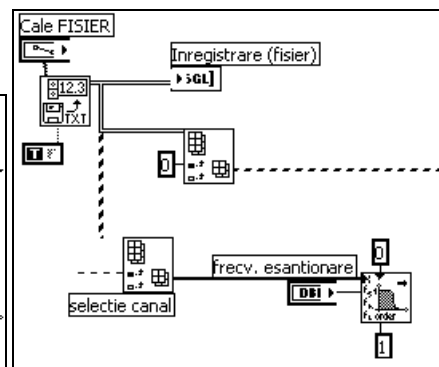 Cale FISIER
Inregistrare (fisier)
SGL]
12.3
TXT
T F
0
0
frecv. esantionare
DBl
selectie canal
order
1